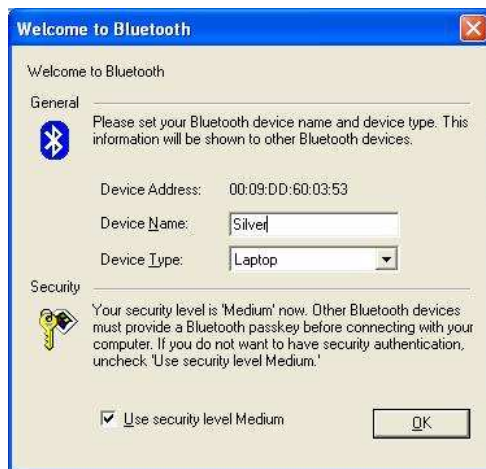 Welcome to Bluetooth
Welcome to Bluetooth
General
Please set your Bluetooth device name and device type. This
information will be shown to other Bluetooth devices.
Device Address: 00:09:DD:60:03:53
Device Name: Silver
Device Type: Laptop
Security
Your security level is 'Medium' now. Other Bluetooth devices
must provide a Bluetooth passkey before connecting with your
computer. If you do not want to have security authentication,
uncheck 'Use security level Medium.'
Use security level Medium
OK